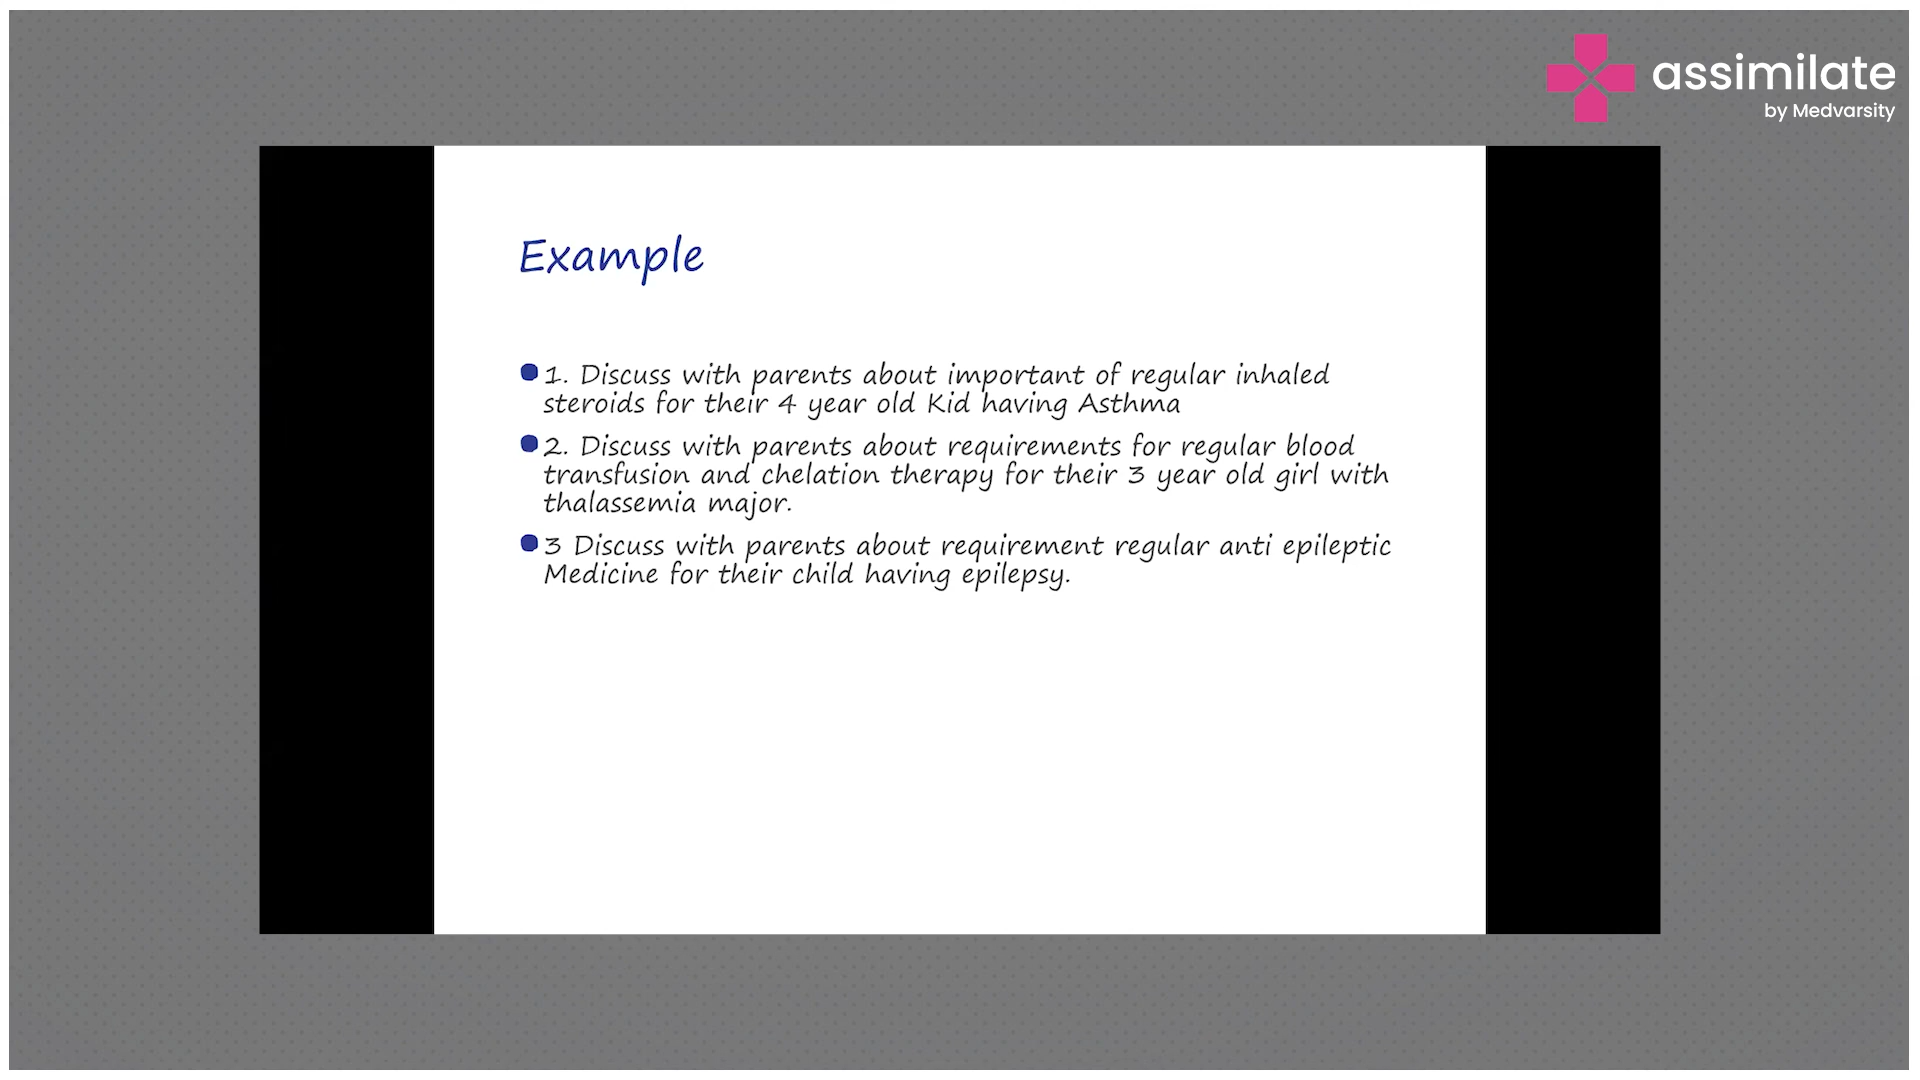 assimilate
by Medvarsity
Example
1. Discuss with parents about important of regular inhaled
steroids for their 4 year old Kid having Asthma
2. Discuss with parents about requirements for regular blood
transfusion and chelation therapy for their 3 year old girl with
thalassemia major.
3 Discuss with parents about requirement regular anti epileptic
Medicine for their child having epilepsy.